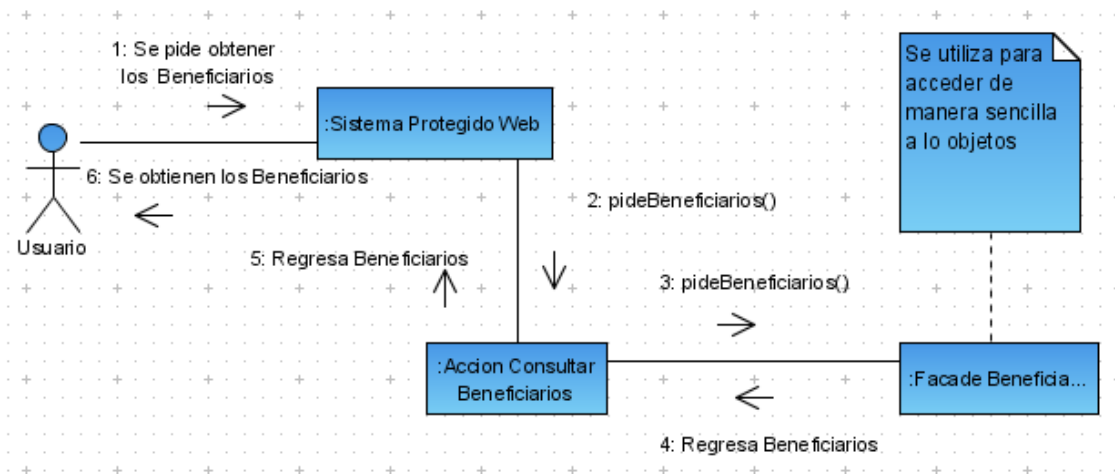 1: Se pide obtener
los Beneficiarios
:Sistema Protegido Web
Se utiliza para
acceder de
manera sencilla
a lo objetos
6: Se obtienen los Beneficiarios
2: pideBeneficiarios()
Usuario
5: Regresa Beneficiarios
3: pideBeneficiarios()
:Accion Consultar
Beneficiarios
:Facade Beneficia...
4: Regresa Beneficiarios